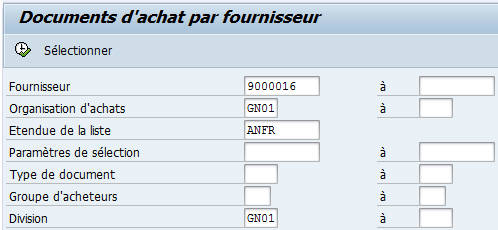 Documents d'achat par fournisseur
Sélectionner
Fournisseur 9000016 à
Organisation d'achats GN01 à
Etendue de la liste ANFR
Paramètres de sélection à
Type de document à
Groupe d'acheteurs à
Division GN01 à